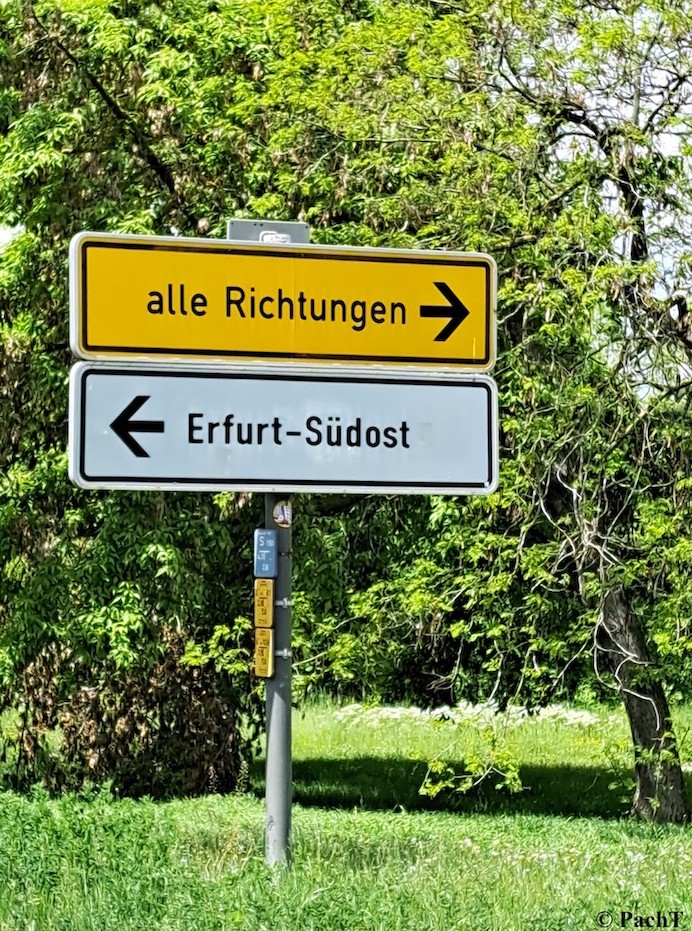 alle Richtungen
Erfurt-Südost
© PachT